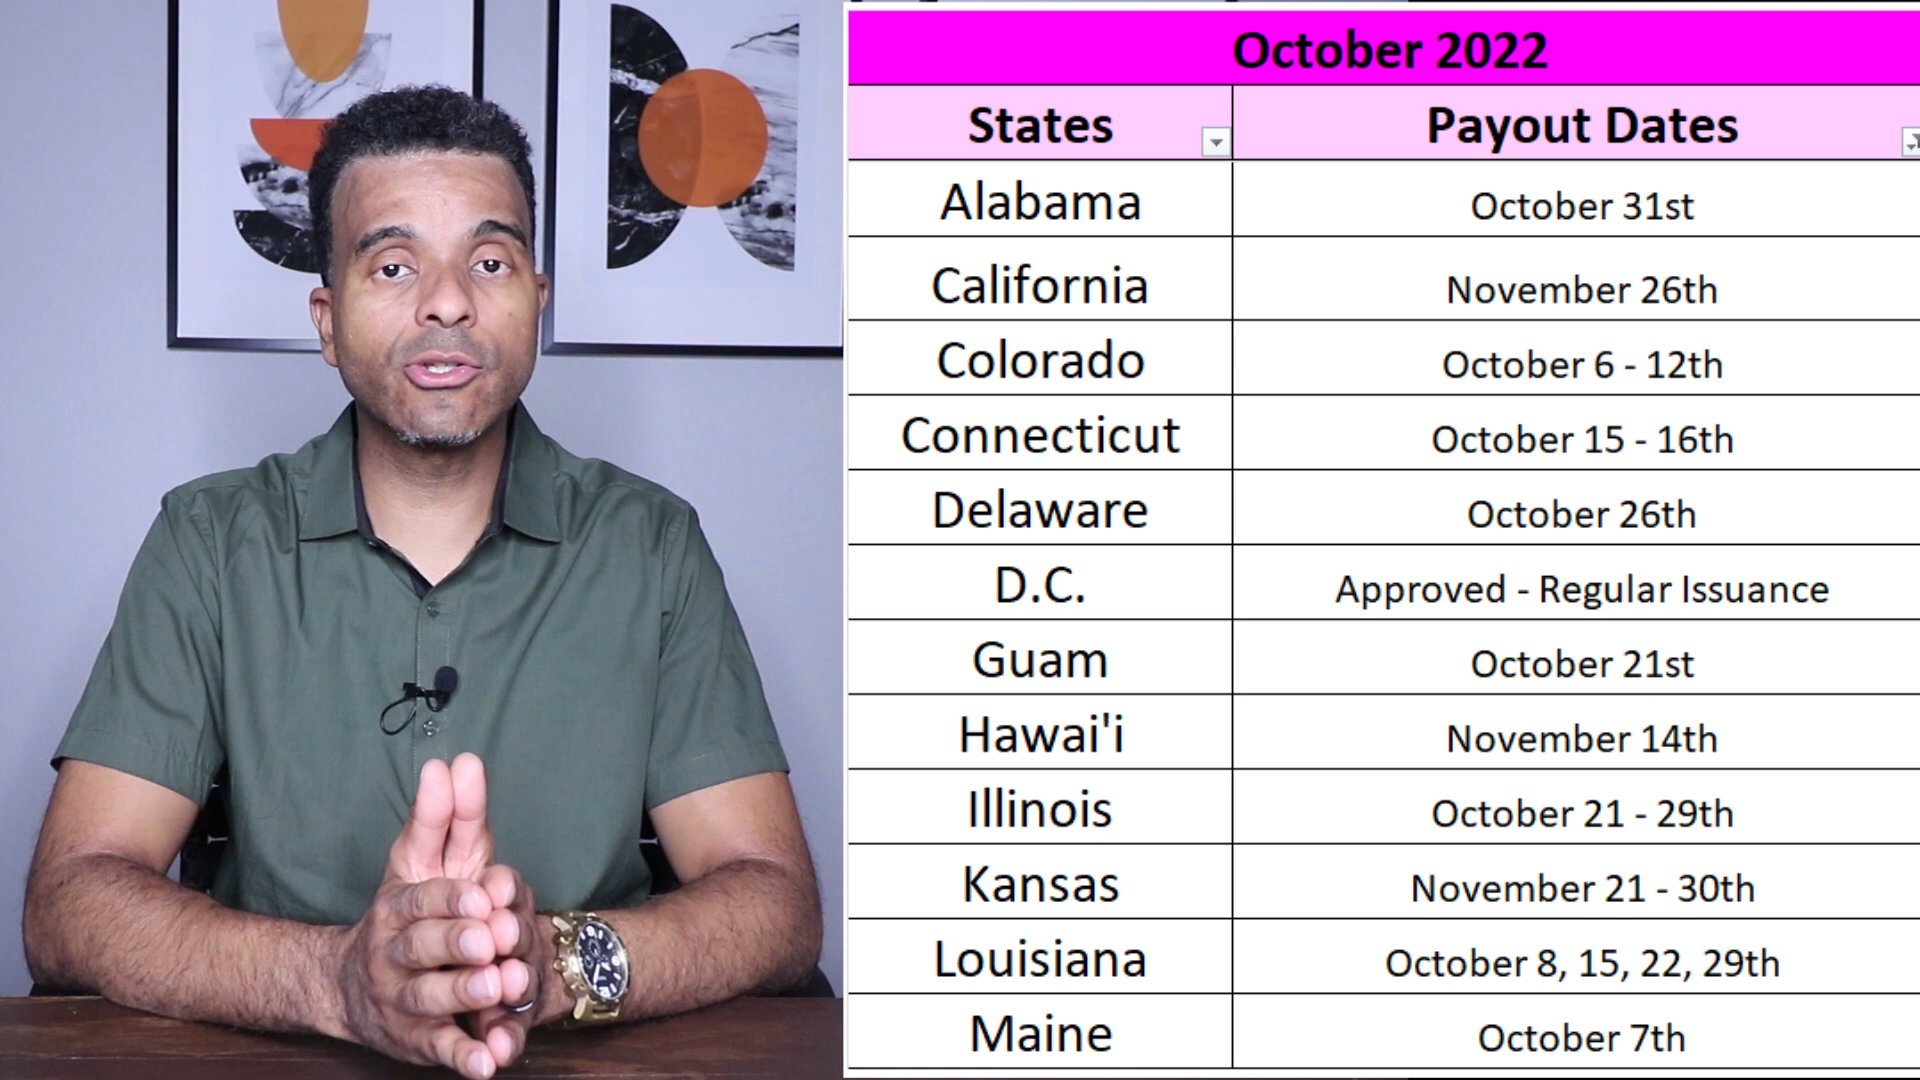 October 2022
States Payout Dates
Alabama October 31st
California November 26th
Colorado October 6 - 12th
Connecticut October 15 - 16th
Delaware October 26th
D.C. Approved - Regular Issuance
Guam October 21st
Hawai'i November 14th
Illinois October 21 - 29th
Kansas November 21 - 30th
Louisiana October 8, 15, 22, 29th
Maine October 7th